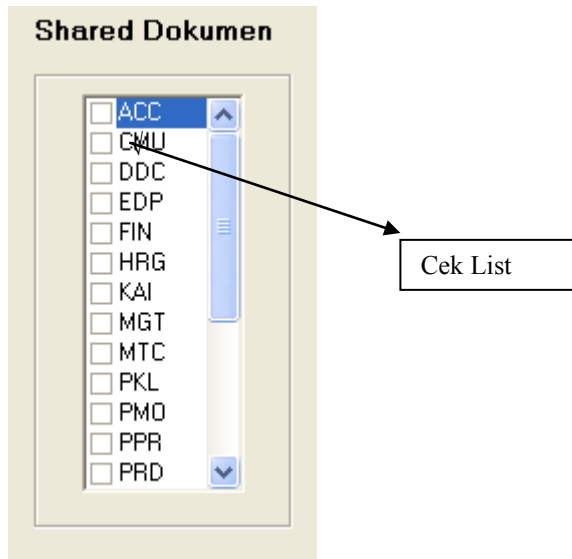 Shared Dokumen
ACC
CMU
DDC
EDP
FIN
HRG
KAI
MGT
MTC
PKL
PMO
PPR
PRD
Cek List